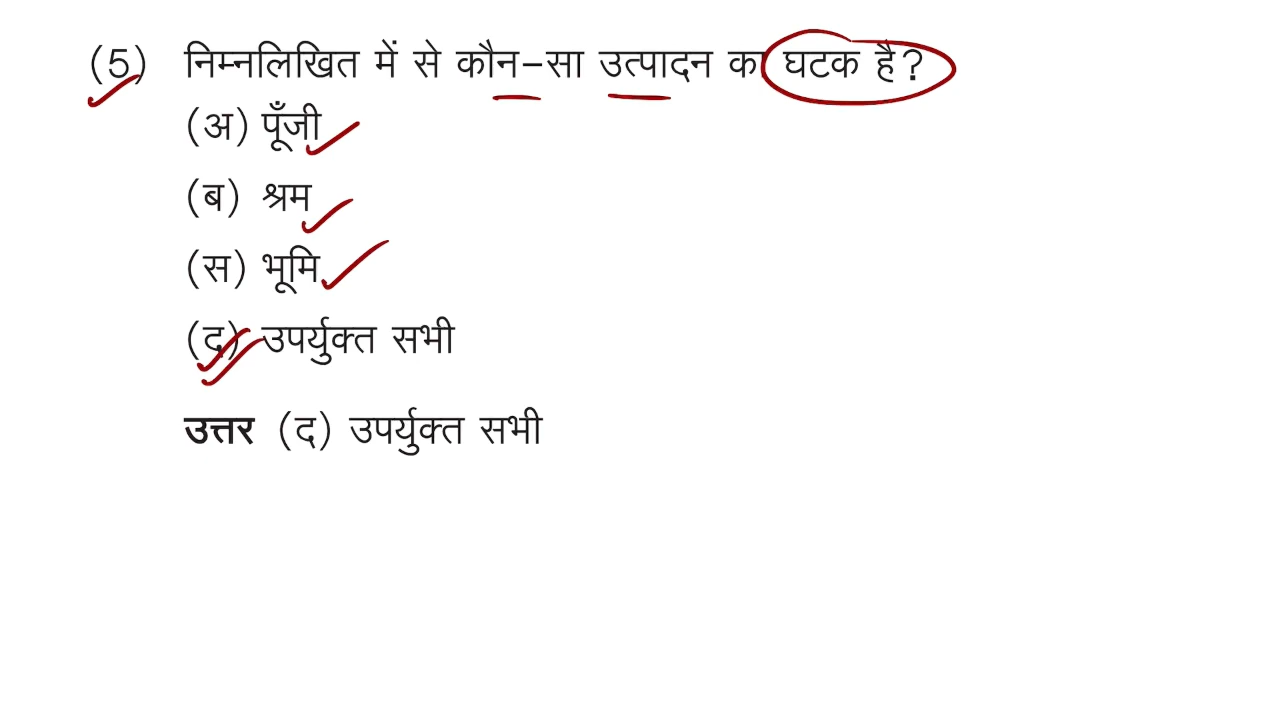 (5) निम्नलिखित में से कौन-सा उत्पादन का घटक है?
(अ) पूँजी
(ब) श्रम
(स) भूमि
(द) उपर्युक्त सभी
उत्तर (द) उपर्युक्त सभी